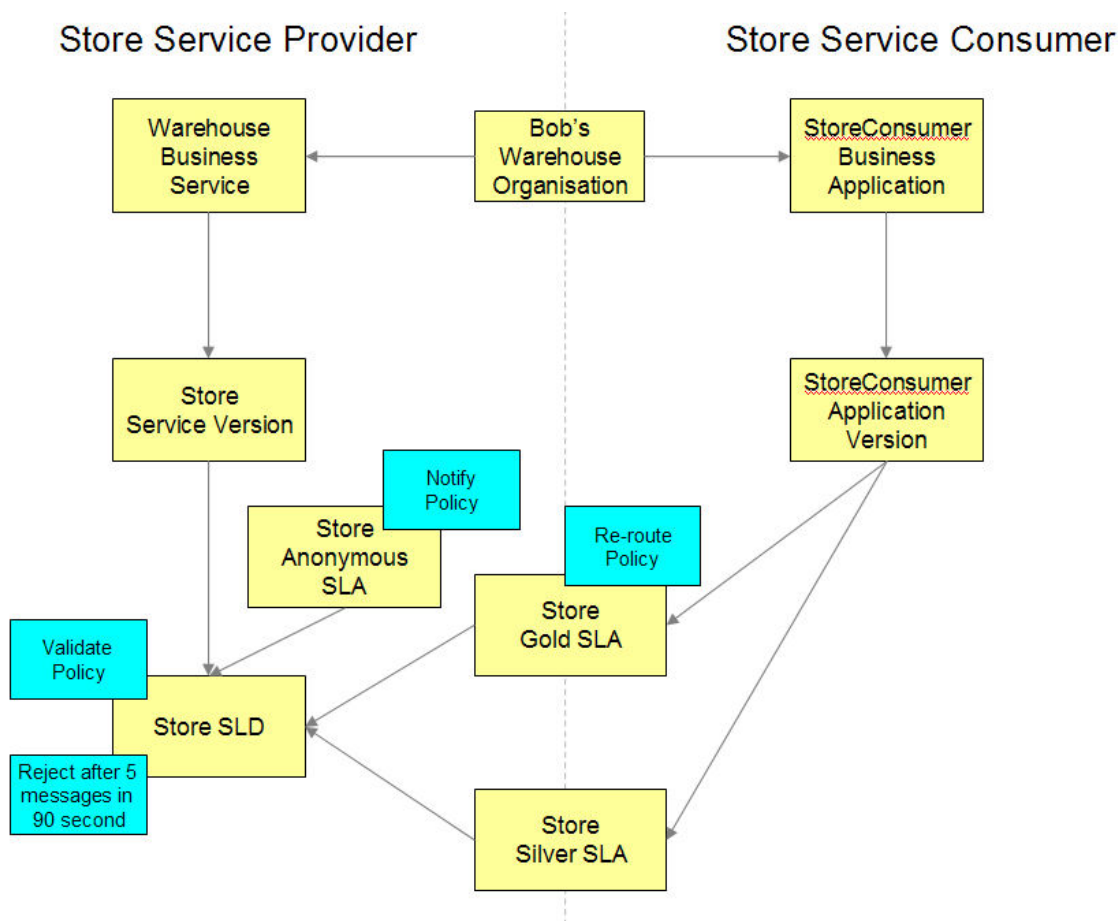 Store Service Provider
Store Service Consumer
Warehouse
Business
Service
Bob's
Warehouse
Organisation
StoreConsumer
Business
Application
Store
Service Version
StoreConsumer
Application
Version
Notify
Policy
Store
Anonymous
SLA
Re-route
Policy
Store
Gold SLA
Validate
Policy
Store SLD
Reject after 5
messages in
90 second
Store
Silver SLA